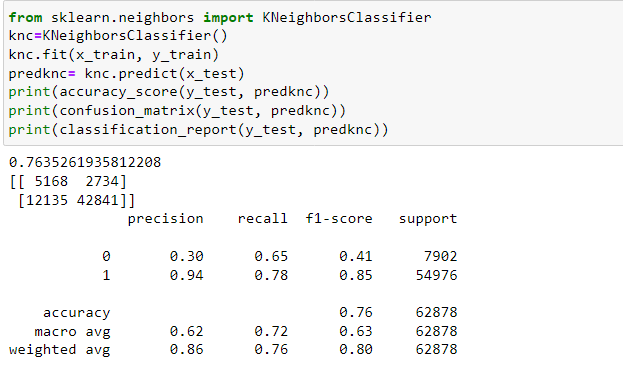 from sklearn.neighbors import KNeighborsClassifier
knc=KNeighborsClassifier()
knc.fit(x_train, y_train)
predknc= knc.predict(x_test)
print(accuracy_score(y_test, predknc))
print(confusion_matrix(y_test, predknc))
print(classification_report(y_test, predknc))
0.7635261935812208
[[ 5168  2734]
 [12135 42841]]
              precision    recall  f1-score   support
           0       0.30      0.65      0.41      7902
           1       0.94      0.78      0.85     54976
    accuracy                           0.76     62878
   macro avg       0.62      0.72      0.63     62878
weighted avg       0.86      0.76      0.80     62878